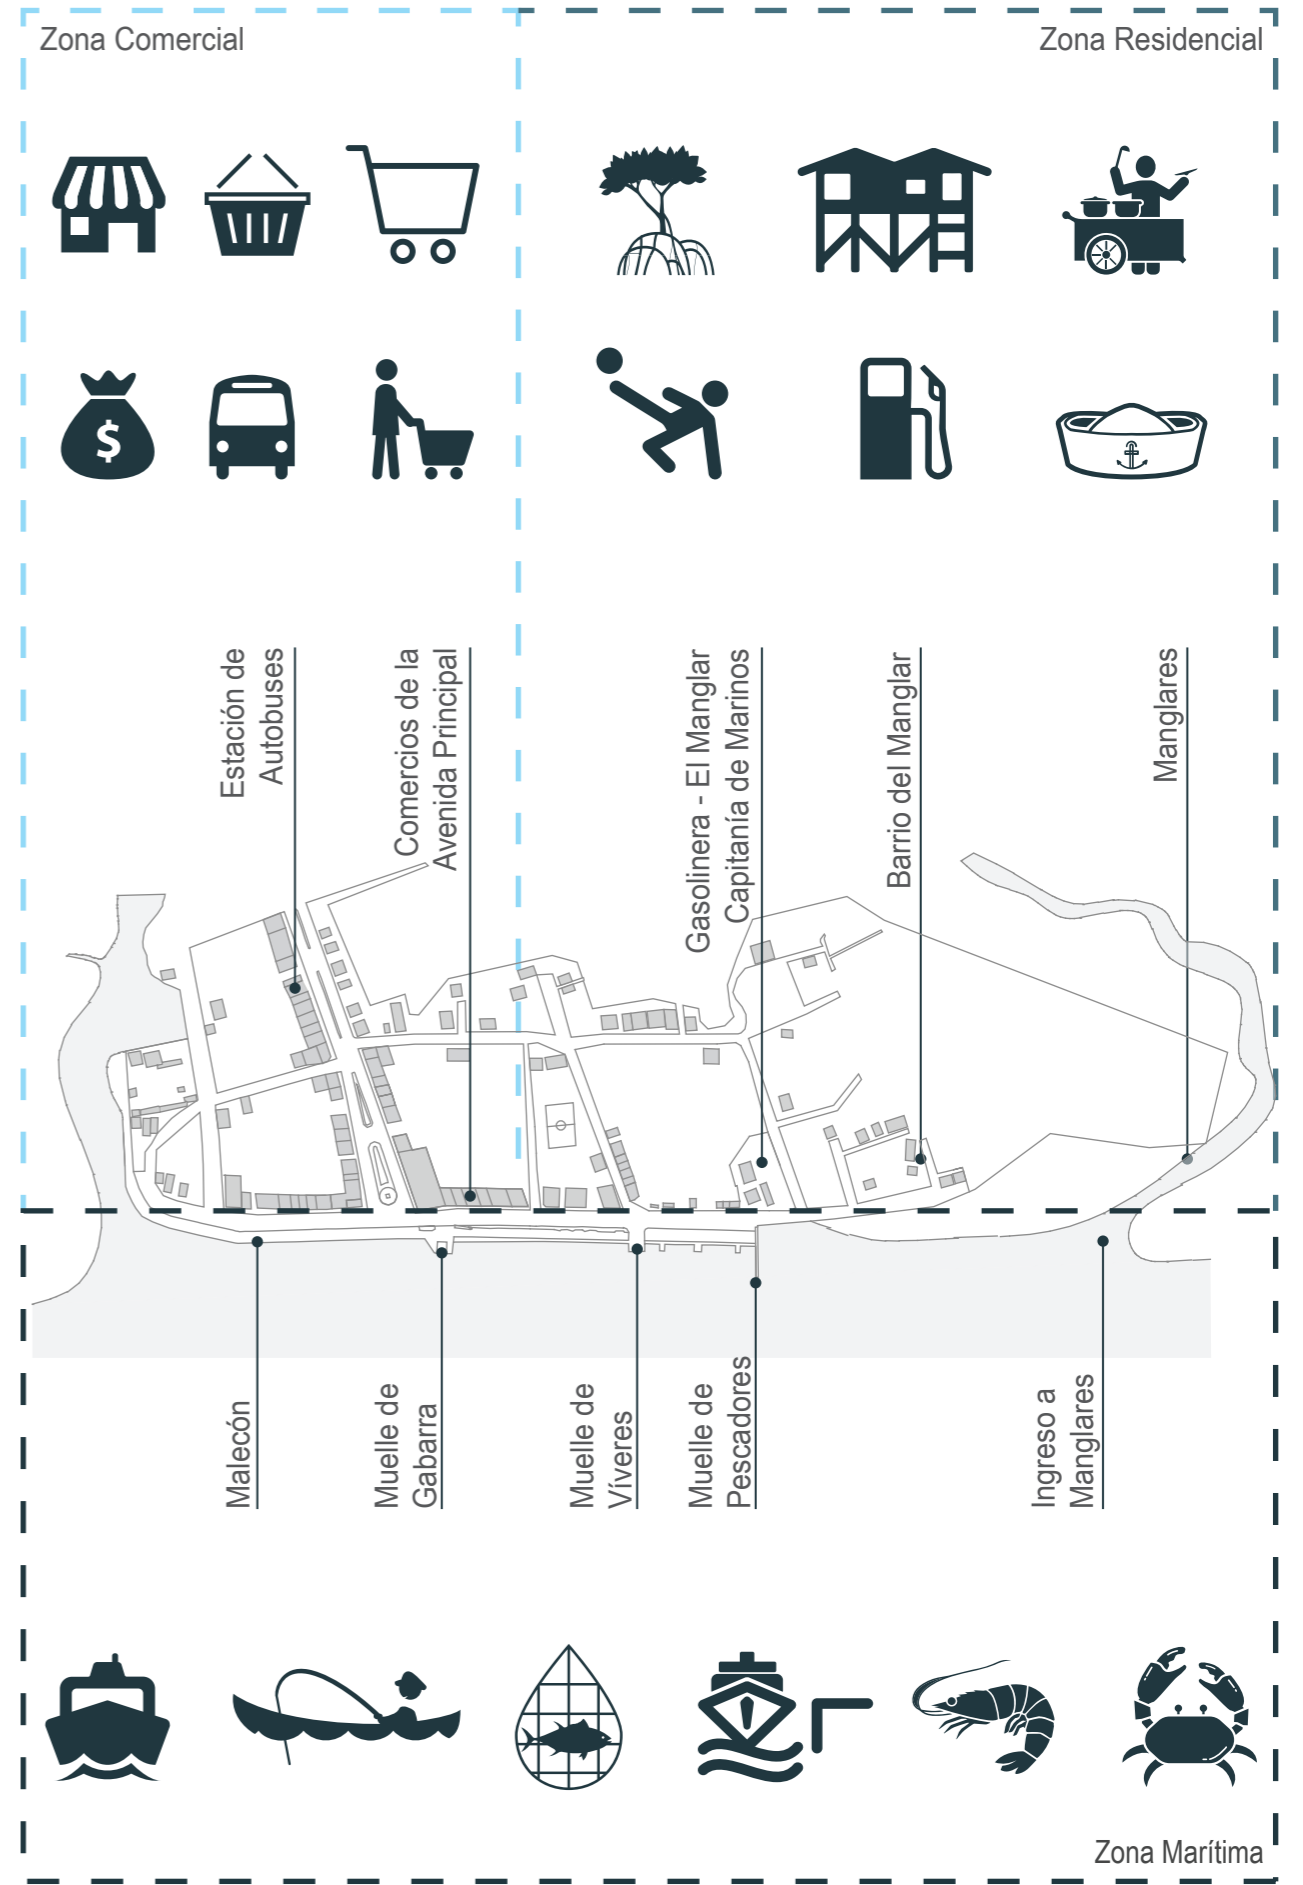 Zona Comercial
Zona Residencial
$
Estación de
Autobuses
Comercios de la
Avenida Principal
Gasolinera - El Manglar
Capitanía de Marinos
Barrio del Manglar
Manglares
Malecón
Muelle de
Gabarra
Muelle de
Víveres
Muelle de
Pescadores
Ingreso a
Manglares
Zona Marítima